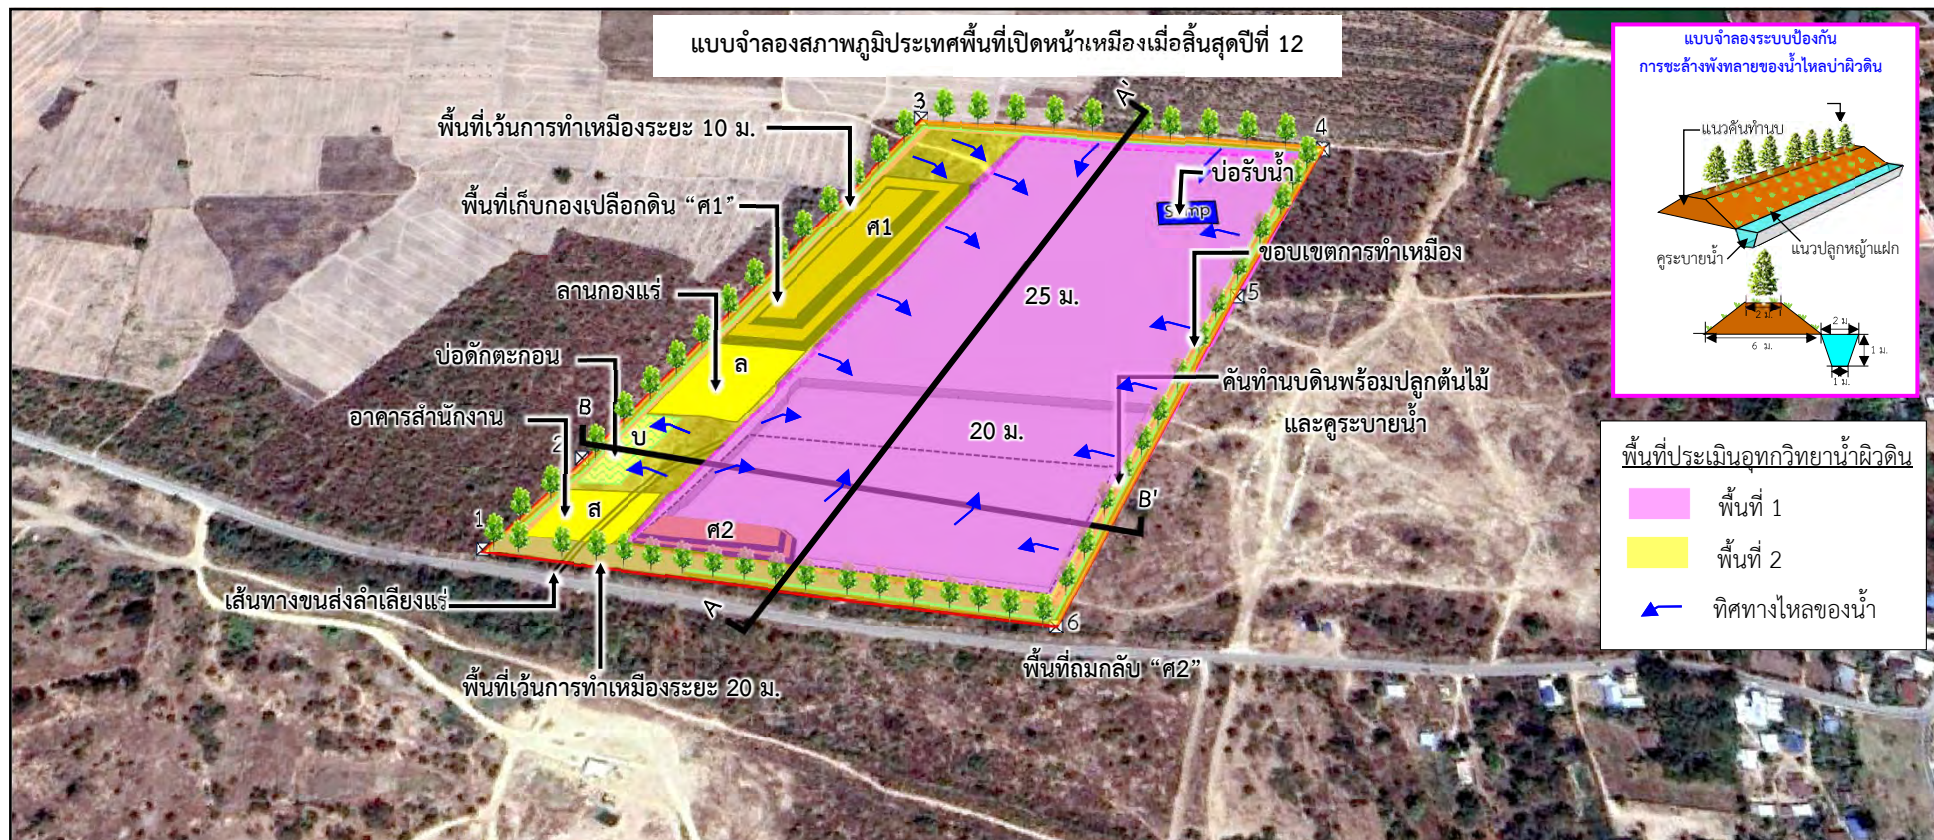 แบบจำลองสภาพภูมิประเทศพื้นที่เปิดหน้าเหมืองเมื่อสิ้นสุดปีที่ 12
แบบจำลองระบบป้องกัน
การชะล้างพังทลายของน้ำไหลบ่าผิวดิน
แนวคันทำนบ
แนวปลูกหญ้าแฝก
คูระบายน้ำ
2 ม.
6 ม.
2 ม
1 ม.
1 ม.
3
A'
4
พื้นที่เว้นการทำเหมืองระยะ 10 ม.
บ่อรับน้ำ
พื้นที่เก็บกองเปลือกดิน “ศ1”
ศ1
Sump
ขอบเขตการทำเหมือง
ลานกองแร่
25 ม.
5
บ่อดักตะกอน
ล
คันทำนบดินพร้อมปลูกต้นไม้
และคูระบายน้ำ
อาคารสำนักงาน
B
บ
20 ม.
2
B'
ส
ศ2
1
เส้นทางขนส่งลำเลียงแร่
A
6
พื้นที่ถมกลับ “ศ2”
พื้นที่เว้นการทำเหมืองระยะ 20 ม.
พื้นที่ประเมินอุทกวิทยาน้ำผิวดิน
พื้นที่ 1
พื้นที่ 2
ทิศทางไหลของน้ำ